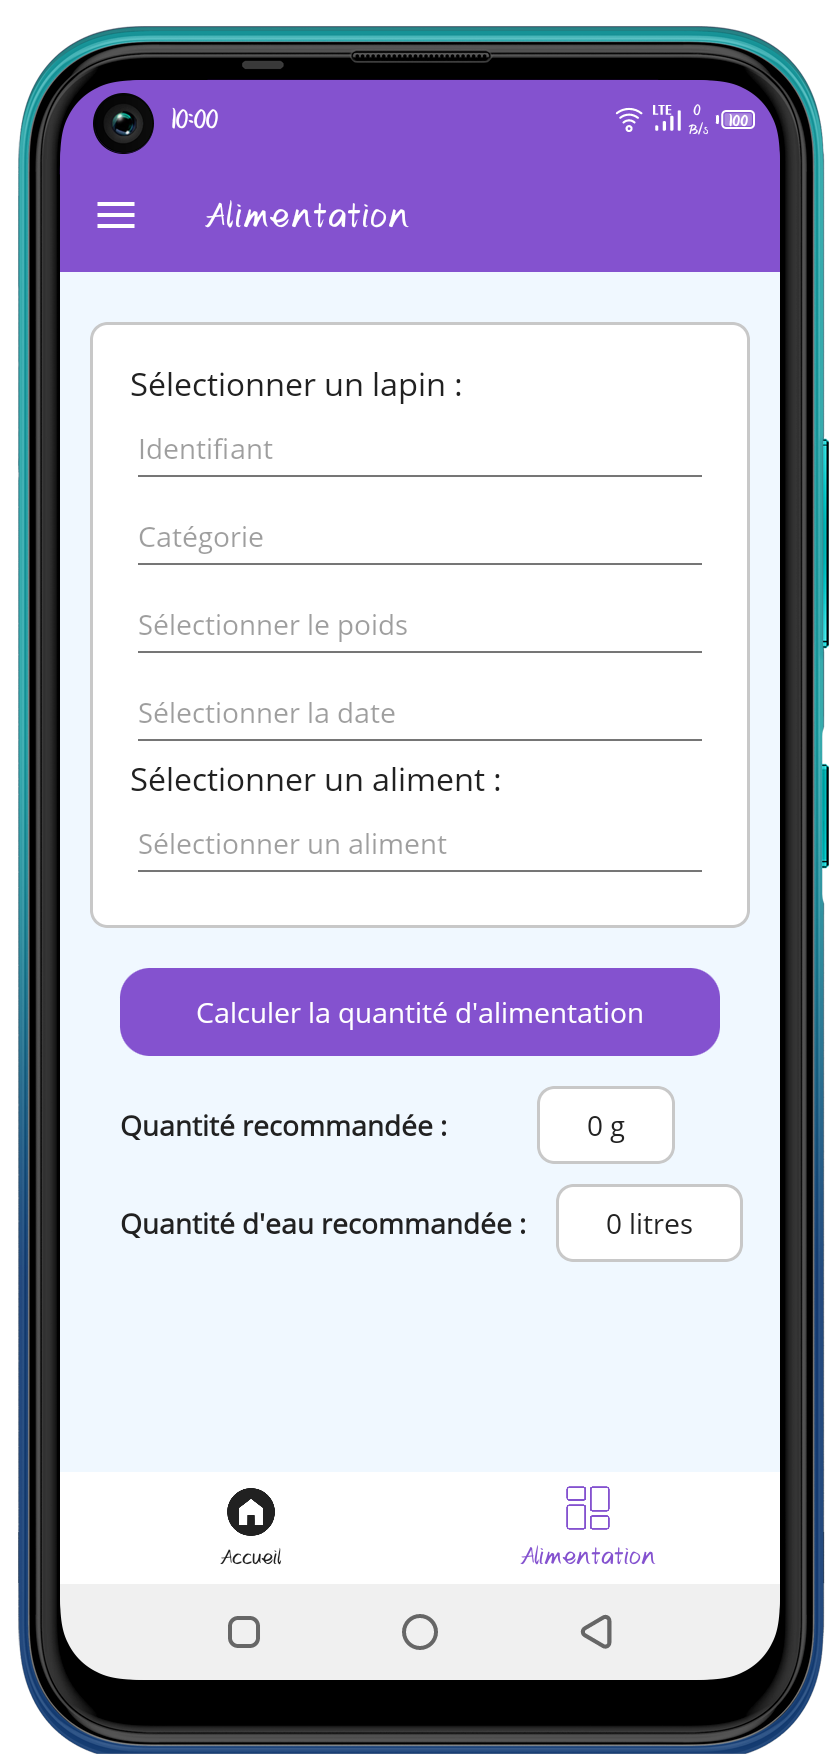 10:00
LTE 0 B/s 100
Alimentation
Sélectionner un lapin :
Identifiant
Catégorie
Sélectionner le poids
Sélectionner la date
Sélectionner un aliment :
Sélectionner un aliment
Calculer la quantité d'alimentation
Quantité recommandée : 0 g
Quantité d'eau recommandée : 0 litres
Accueil Alimentation